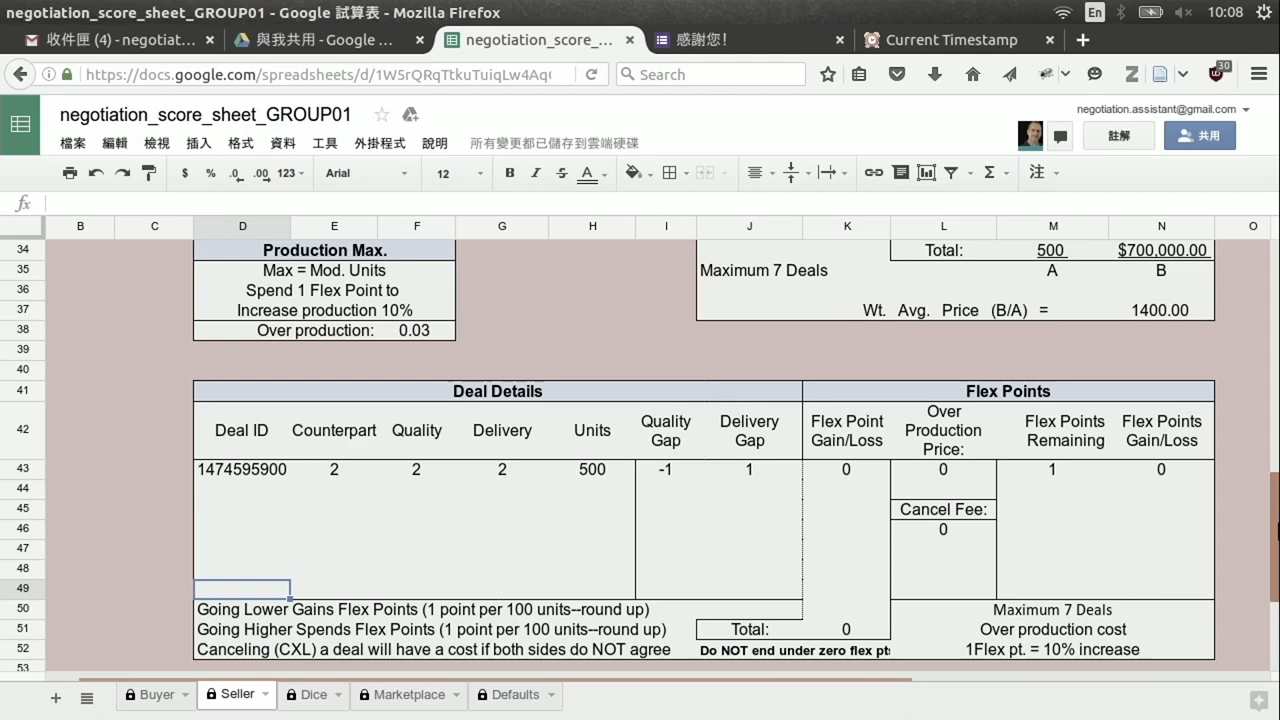 negotiation_score_sheet_GROUP01 - Google 試算表 - Mozilla Firefox
En
10:08
收件匣 (4) - negotiat… ×
與我共用 - Google … ×
negotiation_score_sh… ×
感謝您! ×
Current Timestamp ×
https://docs.google.com/spreadsheets/d/1W5rQRqTtkuTuiqLw4Aq
Search
30
negotiation_score_sheet_GROUP01
negotiation.assistant@gmail.com
檔案 編輯 檢視 插入 格式 資料 工具 外掛程式 說明 所有變更都已儲存到雲端硬碟
註解
共用
$ % .0 .00 123 Arial 12 B I S A Σ 注
fx
B C D E F G H I J K L M N O
34 Production Max. Total: 500 $700,000.00
35 Max = Mod. Units Maximum 7 Deals A B
36 Spend 1 Flex Point to
37 Increase production 10% Wt. Avg. Price (B/A) = 1400.00
38 Over production: 0.03
39
40
41 Deal Details Flex Points
42 Deal ID Counterpart Quality Delivery Units Quality Gap Delivery Gap Flex Point Gain/Loss Over Production Price: Flex Points Remaining Flex Points Gain/Loss
43 1474595900 2 2 2 500 -1 1 0 0 1 0
44
45 Cancel Fee:
46 0
47
48
49
50 Going Lower Gains Flex Points (1 point per 100 units--round up) Maximum 7 Deals
51 Going Higher Spends Flex Points (1 point per 100 units--round up) Total: 0 Over production cost
52 Canceling (CXL) a deal will have a cost if both sides do NOT agree Do NOT end under zero flex pts 1Flex pt. = 10% increase
53
+ Buyer Seller Dice Marketplace Defaults